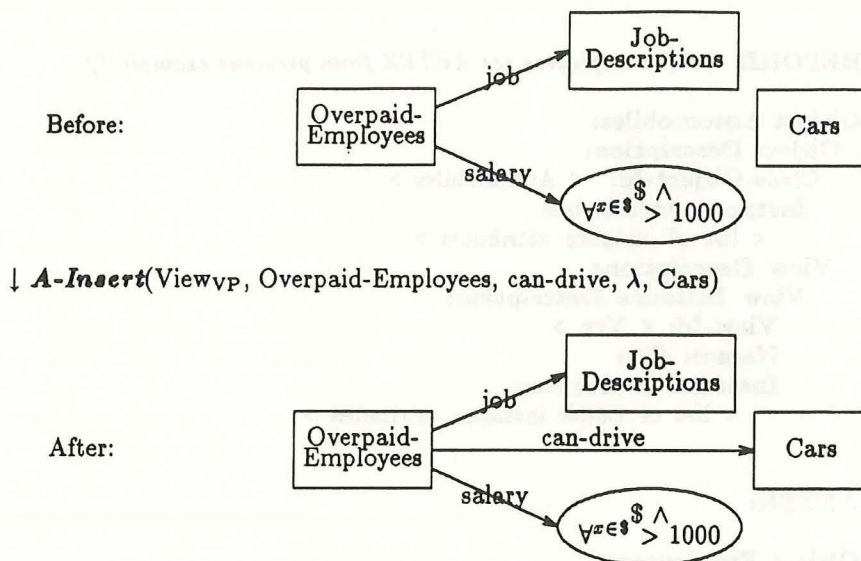 Before:
Overpaid-
Employees
job
Job-
Descriptions
salary
$ ∧
∀x∈$ > 1000
Cars
↓ A-Insert(View_VP, Overpaid-Employees, can-drive, λ, Cars)
After:
Overpaid-
Employees
job
Job-
Descriptions
can-drive
Cars
salary
$ ∧
∀x∈$ > 1000